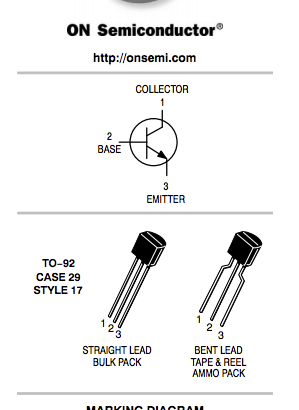 ON Semiconductor®
http://onsemi.com
COLLECTOR
1
2
BASE
3
EMITTER
TO−92
CASE 29
STYLE 17
1
2
3
STRAIGHT LEAD
BULK PACK
1
2
3
BENT LEAD
TAPE & REEL
AMMO PACK
MARKING DIAGRAM